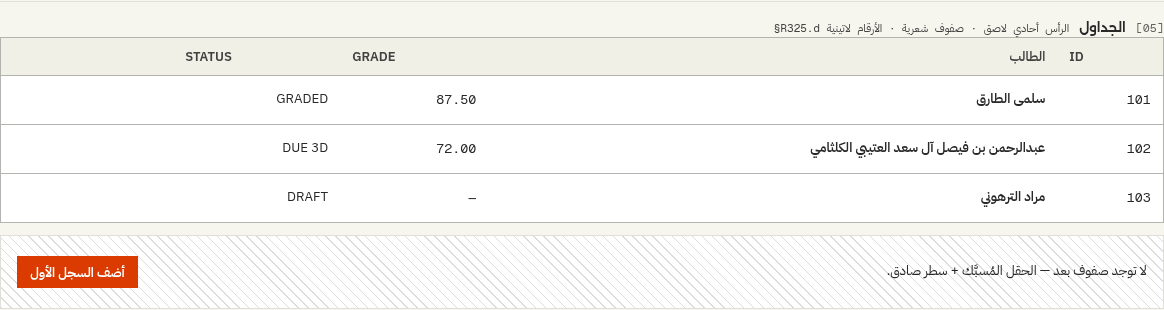 [05] الجداول الرأس أحادي لاصق · صفوف شعرية · الأرقام لاتينية §R325.d
ID الطالب GRADE STATUS
101 سلمى الطارق 87.50 GRADED
102 عبدالرحمن بن فيصل آل سعد العتيبي الكلثامي 72.00 DUE 3D
103 مراد الترهوني — DRAFT
لا توجد صفوف بعد — الحقل المُسبَّك + سطر صادق.
أضف السجل الأول